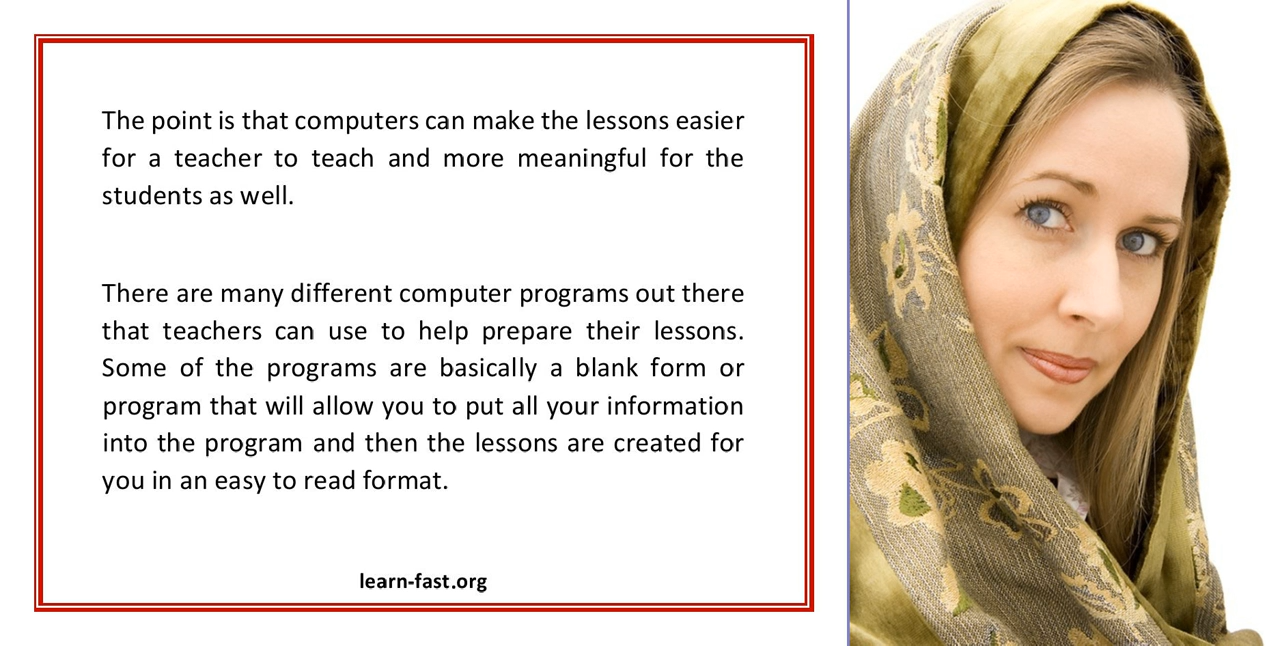 The point is that computers can make the lessons easier
for a teacher to teach and more meaningful for the
students as well.
There are many different computer programs out there
that teachers can use to help prepare their lessons.
Some of the programs are basically a blank form or
program that will allow you to put all your information
into the program and then the lessons are created for
you in an easy to read format.
learn-fast.org